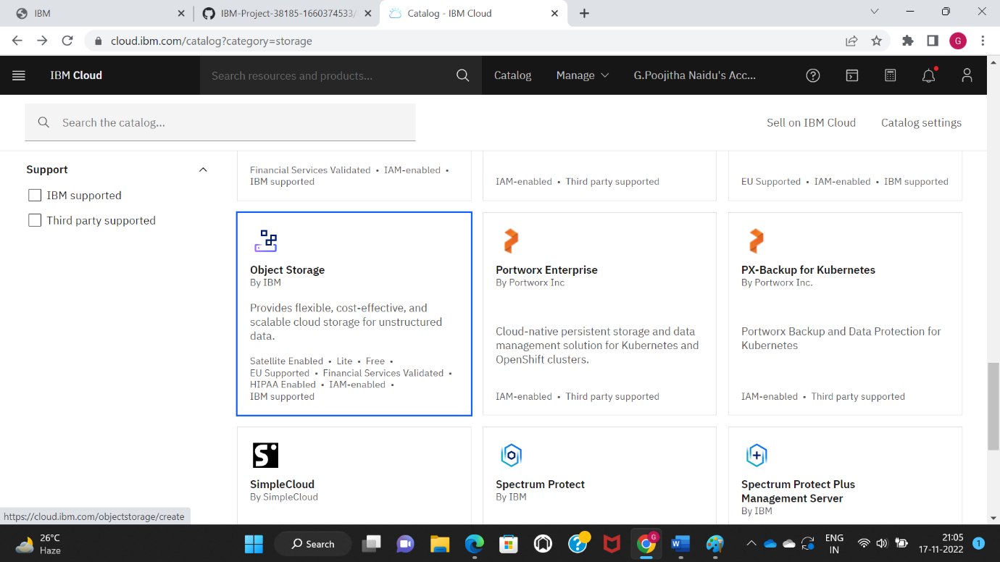 IBM
IBM-Project-38185-1660374533/
Catalog - IBM Cloud
cloud.ibm.com/catalog?category=storage
G
IBM Cloud
Search resources and products...
Catalog
Manage
G.Poojitha Naidu's Acc...
Search the catalog...
Sell on IBM Cloud
Catalog settings
Support
IBM supported
Third party supported
Financial Services Validated • IAM-enabled •
IBM supported
IAM-enabled • Third party supported
EU Supported • IAM-enabled • IBM supported
Object Storage
By IBM
Provides flexible, cost-effective, and
scalable cloud storage for unstructured
data.
Satellite Enabled • Lite • Free •
EU Supported • Financial Services Validated •
HIPAA Enabled • IAM-enabled •
IBM supported
Portworx Enterprise
By Portworx Inc
Cloud-native persistent storage and data
management solution for Kubernetes and
OpenShift clusters.
IAM-enabled • Third party supported
PX-Backup for Kubernetes
By Portworx Inc.
Portworx Backup and Data Protection for
Kubernetes
IAM-enabled • Third party supported
SimpleCloud
By SimpleCloud
Spectrum Protect
By IBM
Spectrum Protect Plus
Management Server
By IBM
https://cloud.ibm.com/objectstorage/create
26°C
Haze
Search
G
ENG
IN
21:05
17-11-2022
1